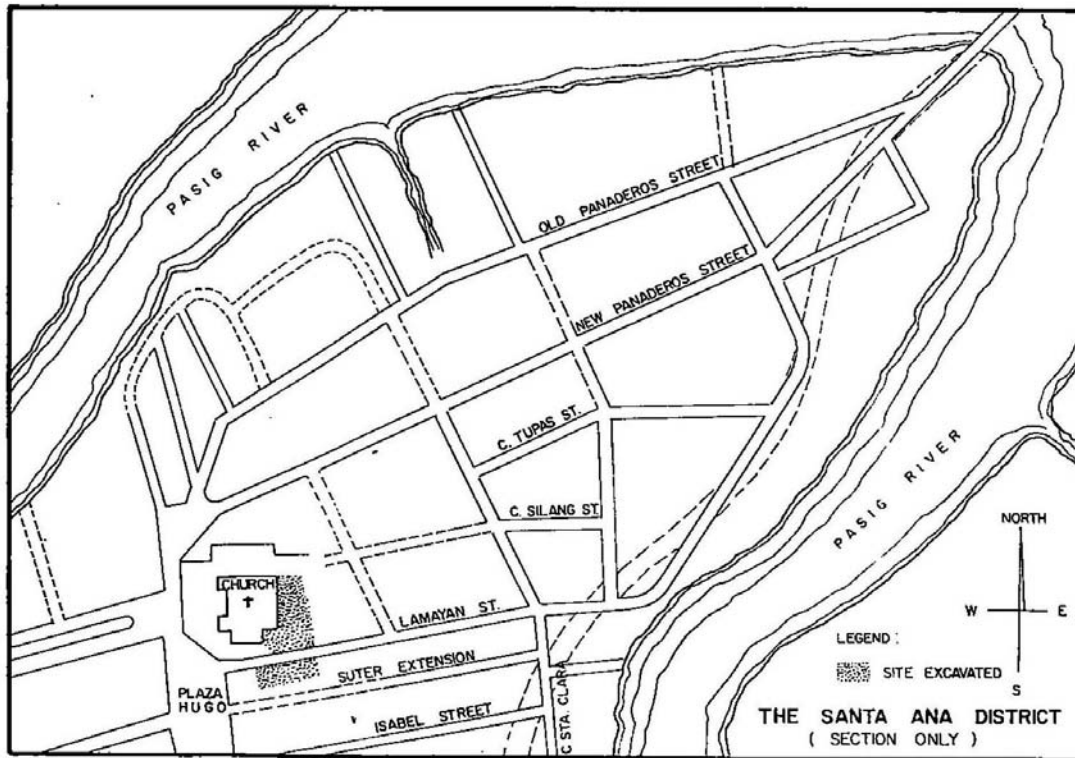 PASIG RIVER
OLD PANADEROS STREET
NEW PANADEROS STREET
C. TUPAS ST.
C. SILANG ST.
PASIG RIVER
CHURCH
LAMAYAN ST.
SUTER EXTENSION
PLAZA
HUGO
ISABEL STREET
C STA. CLARA
NORTH
W E
S
LEGEND :
SITE EXCAVATED
THE SANTA ANA DISTRICT
( SECTION ONLY )